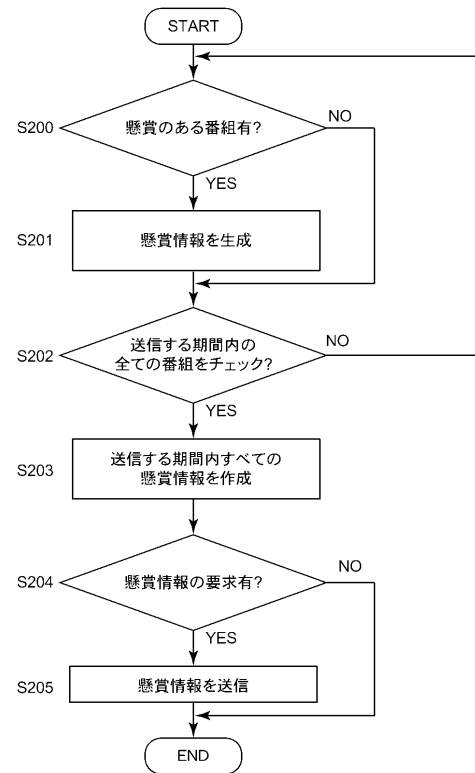 START
S200
懸賞のある番組有?
NO
YES
S201
懸賞情報を生成
S202
送信する期間内の
全ての番組をチェック?
NO
YES
S203
送信する期間内すべての
懸賞情報を作成
S204
懸賞情報の要求有?
NO
YES
S205
懸賞情報を送信
END